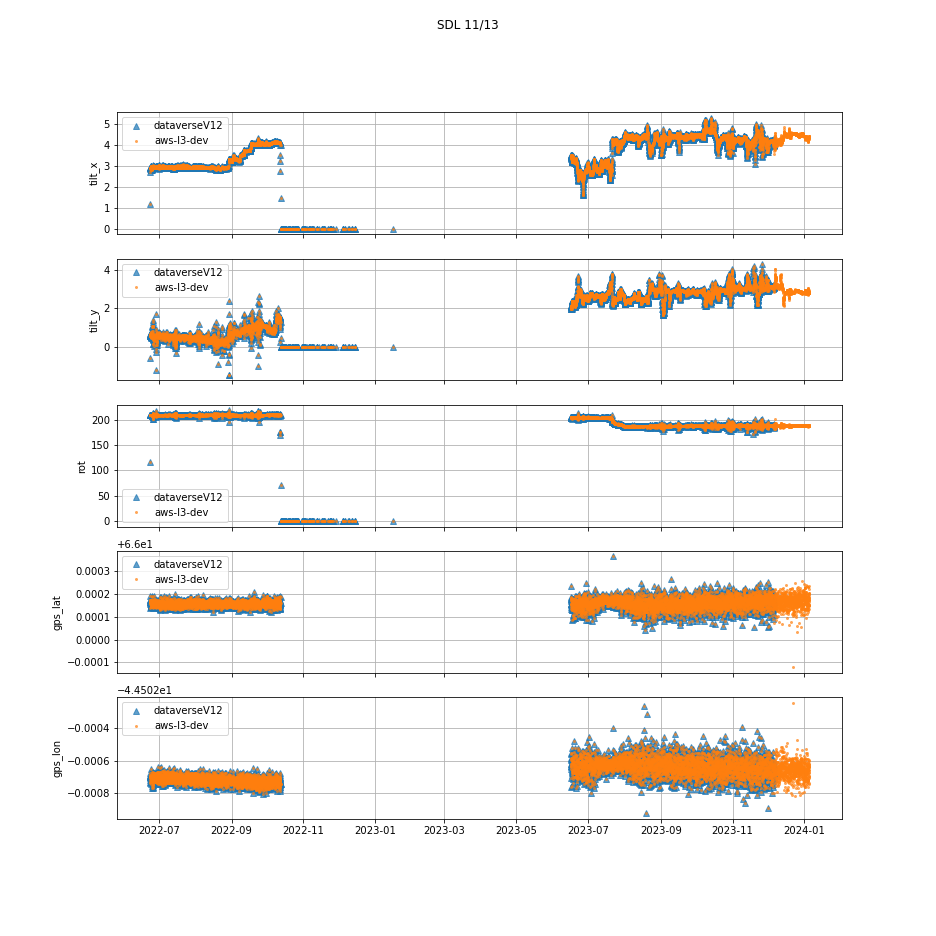 SDL 11/13
5
4
3
2
1
0
tilt_x
dataverseV12
aws-l3-dev
4
2
0
tilt_y
dataverseV12
aws-l3-dev
200
150
100
50
0
rot
dataverseV12
aws-l3-dev
+6.6e1
0.0003
0.0002
0.0001
0.0000
−0.0001
gps_lat
dataverseV12
aws-l3-dev
−4.4502e1
−0.0004
−0.0006
−0.0008
gps_lon
dataverseV12
aws-l3-dev
2022-07 2022-09 2022-11 2023-01 2023-03 2023-05 2023-07 2023-09 2023-11 2024-01